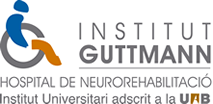 INSTITUT
GUTTMANN
HOSPITAL DE NEUROREHABILITACIÓ
Institut Universitari adscrit a la UAB